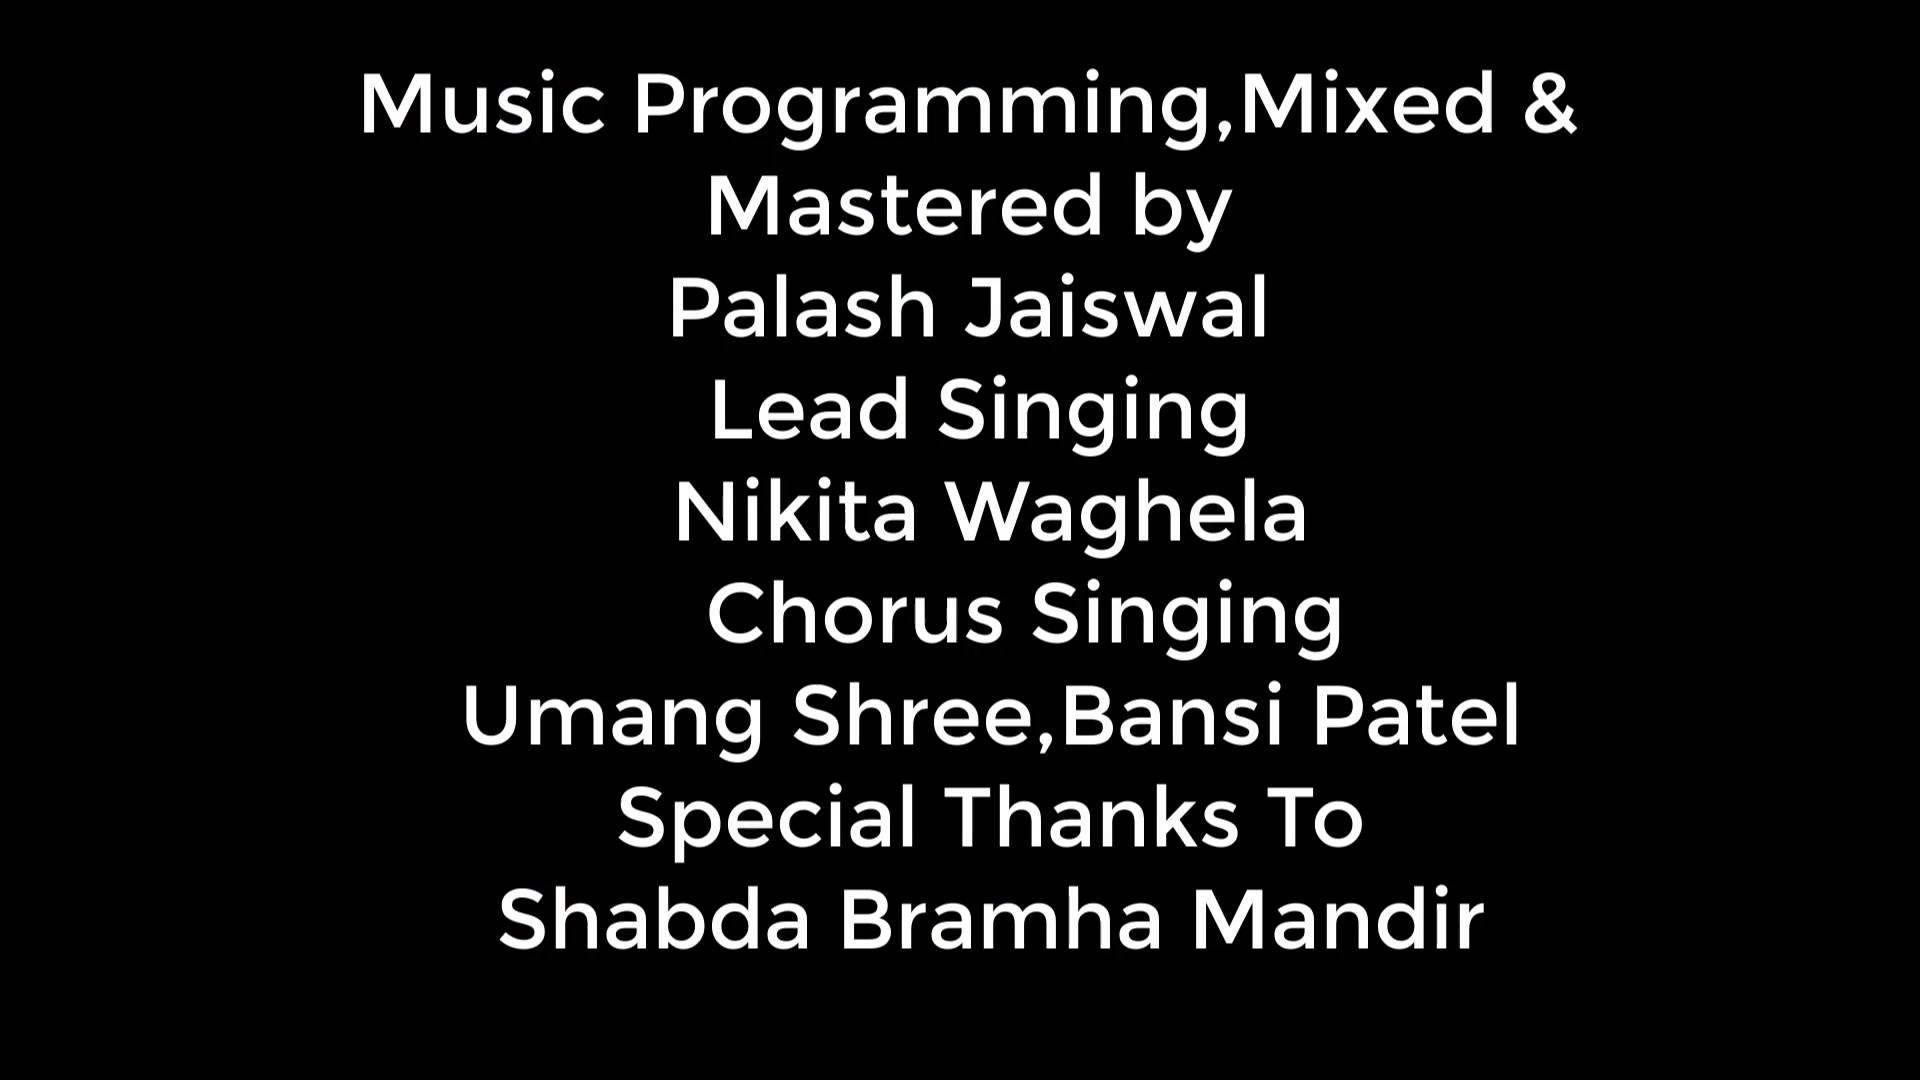 Music Programming,Mixed &
Mastered by
Palash Jaiswal
Lead Singing
Nikita Waghela
Chorus Singing
Umang Shree,Bansi Patel
Special Thanks To
Shabda Bramha Mandir